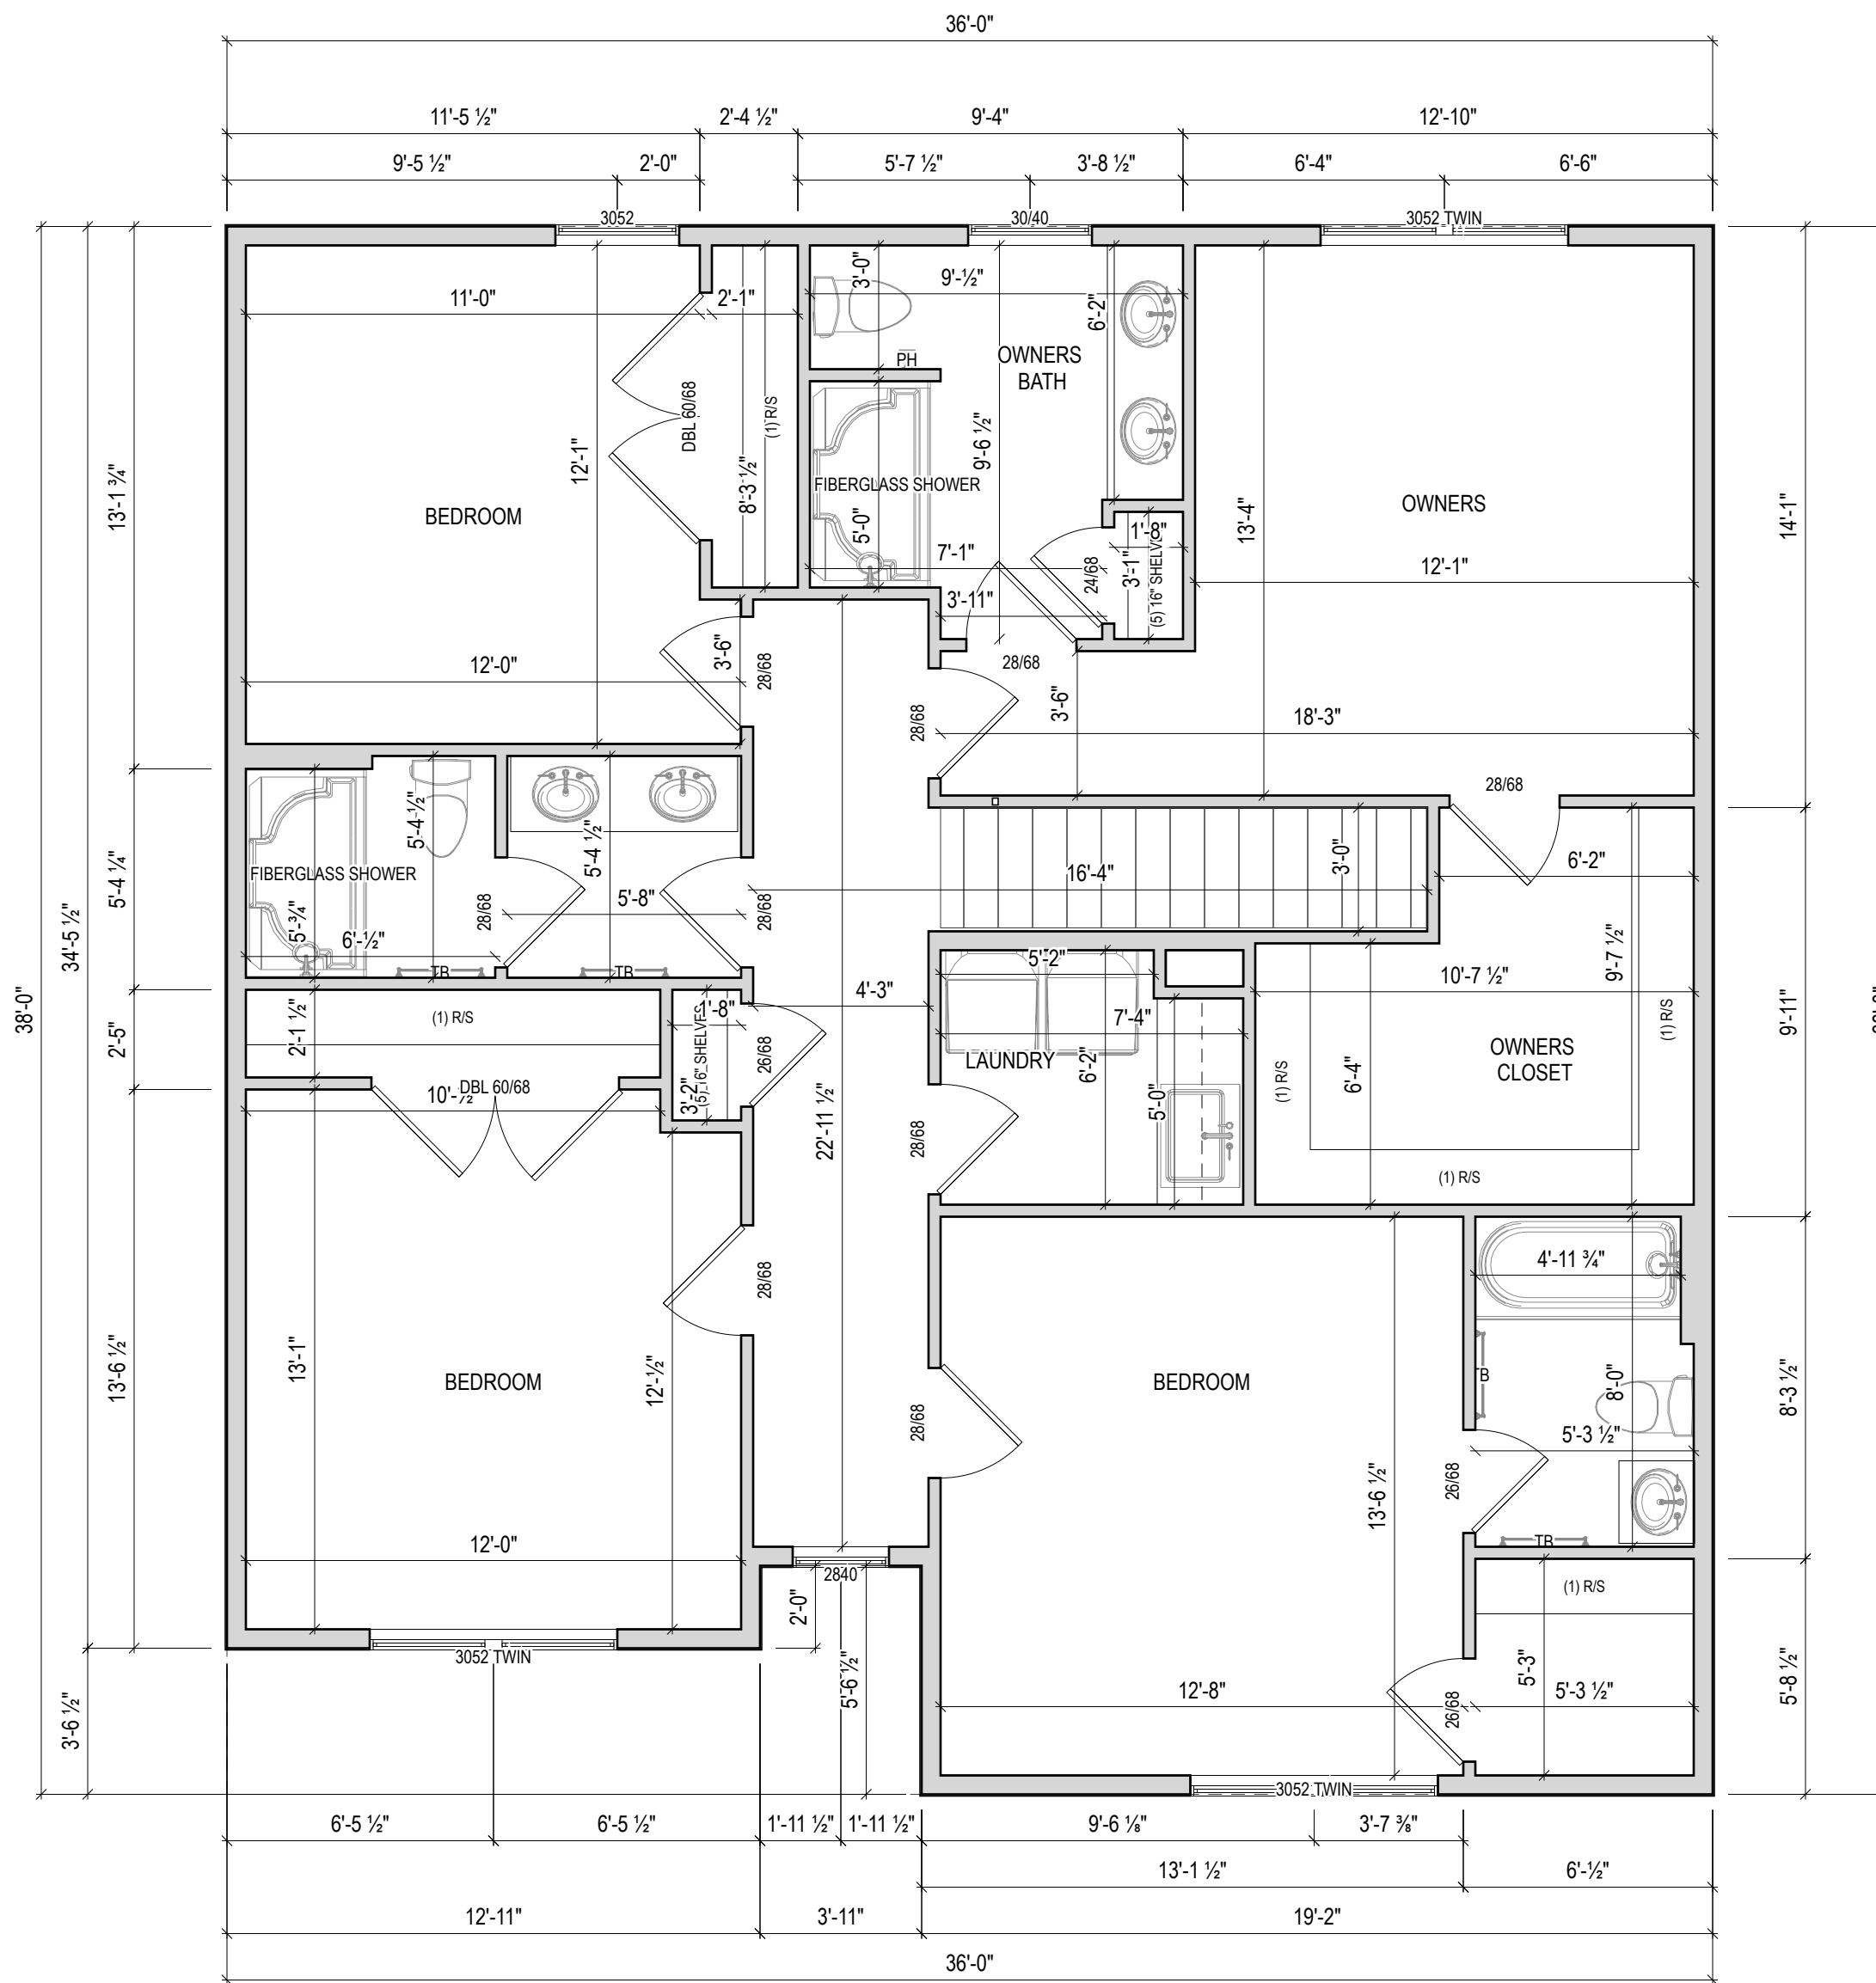 36'-0"
11'-5 ½" 2'-4 ½" 9'-4" 12'-10"
9'-5 ½" 2'-0" 5'-7 ½" 3'-8 ½" 6'-4" 6'-6"
3052 30/40 3052 TWIN
3'-0"
9'-½"
11'-0" 2'-1"
6'-2"
OWNERS
BATH
PH
DBL 60/68
(1) R/S
12'-1"
8'-3 ½"
9'-6 ½"
FIBERGLASS SHOWER
5'-0"
BEDROOM
OWNERS
13'-4"
13'-1 ¾"
14'-1"
1'-8"
7'-1"
24/68
3'-1"
(5) 16" SHELVES
12'-1"
3'-11"
3'-6"
28/68
12'-0"
28/68
3'-6"
28/68
18'-3"
28/68
5'-4 ½"
5'-4 ½"
FIBERGLASS SHOWER
5'-4 ¼"
34'-5 ½"
38'-0"
5'-¾"
6'-½"
28/68
5'-8"
28/68
16'-4"
3'-0"
6'-2"
TB
TB
9'-7 ½"
5'-2"
10'-7 ½"
4'-3"
1'-8"
(1) R/S
2'-1 ½"
2'-5"
(5) 16" SHELVES
3'-2"
26/68
7'-4"
LAUNDRY
6'-2"
5'-0"
(1) R/S
6'-4"
OWNERS
CLOSET
(1) R/S
9'-11"
DBL 60/68
10'-½"
22'-11 ½"
28/68
(1) R/S
28/68
4'-11 ¾"
13'-6 ½"
13'-1"
12'-½"
BEDROOM
BEDROOM
28/68
TB
8'-0"
8'-3 ½"
5'-3 ½"
13'-6 ½"
26/68
12'-0"
TB
2840
2'-0"
(1) R/S
3052 TWIN
5'-6 ½"
12'-8"
5'-3"
5'-3 ½"
26/68
5'-8 ½"
3'-6 ½"
3052 TWIN
6'-5 ½" 6'-5 ½" 1'-11 ½" 1'-11 ½" 9'-6 ⅛" 3'-7 ⅜"
13'-1 ½" 6'-½"
12'-11" 3'-11" 19'-2"
36'-0"